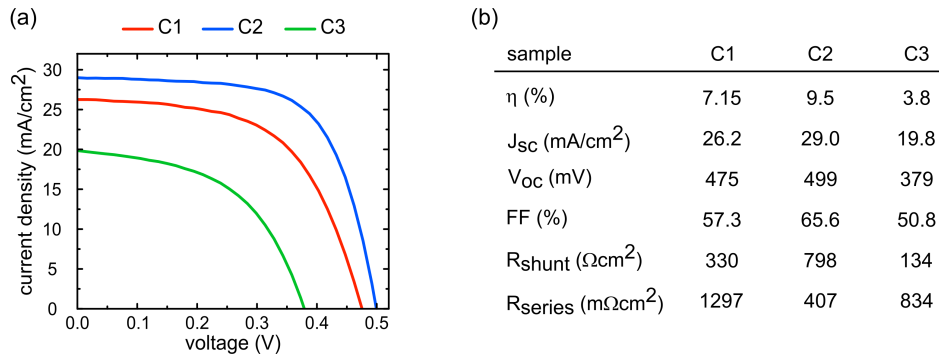 (a)
C1 C2 C3
current density (mA/cm²)
30
25
20
15
10
5
0
0.0 0.1 0.2 0.3 0.4 0.5
voltage (V)
(b)
sample C1 C2 C3
η (%) 7.15 9.5 3.8
Jsc (mA/cm²) 26.2 29.0 19.8
Voc (mV) 475 499 379
FF (%) 57.3 65.6 50.8
Rshunt (Ωcm²) 330 798 134
Rseries (mΩcm²) 1297 407 834